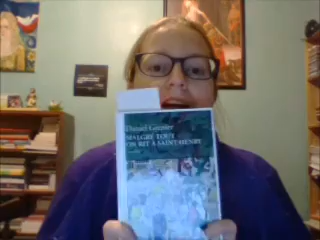 Daniel Grenier
MALGRÉ TOUT
ON RIT À SAINT-HENRI